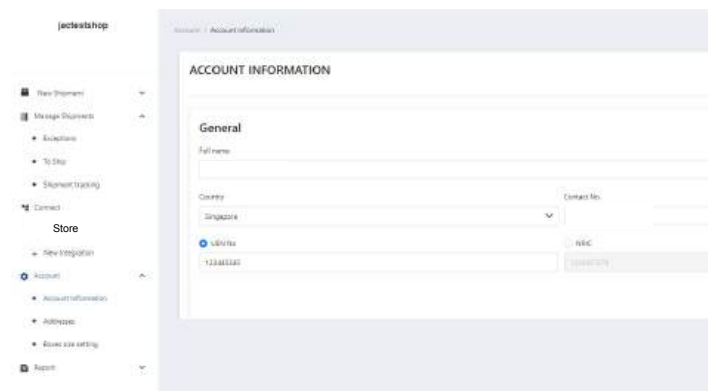 jectestshop
Account / Account Information
ACCOUNT INFORMATION
New Shipment
Manage Shipments
Exceptions
To Ship
Shipment tracking
Connect
Store
+ New Integration
Account
Account Information
Addresses
Boxes size setting
Report
General
Full name
Country
Contact No.
Singapore
UEN No
NRIC